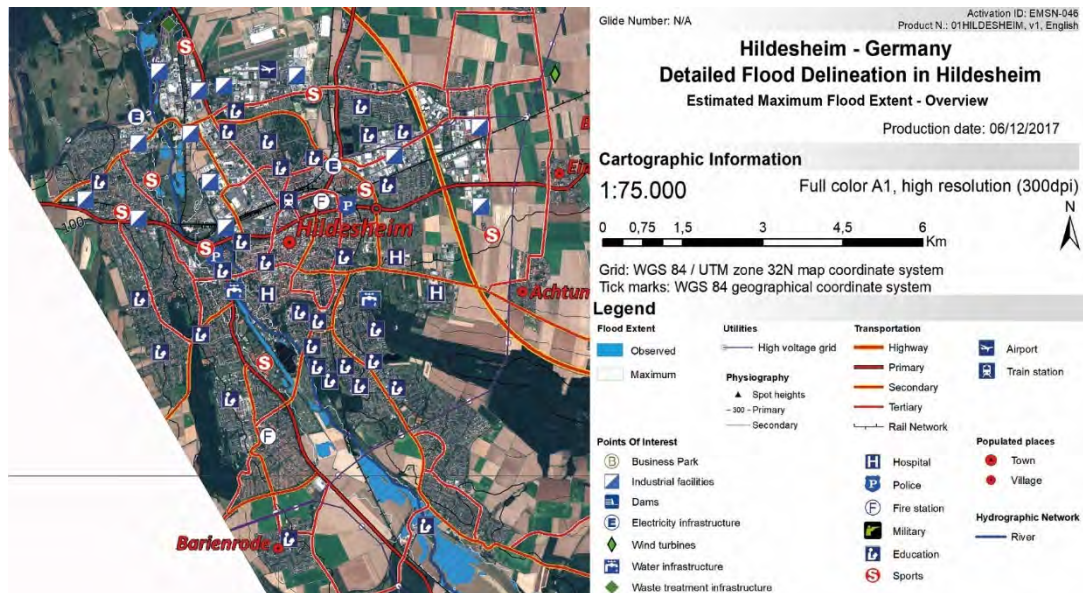 Hildesheim
Barienrode
Achtum
100
Glide Number: N/A
Activation ID: EMSN-046
Product N.: 01HILDESHEIM, v1, English
Hildesheim - Germany
Detailed Flood Delineation in Hildesheim
Estimated Maximum Flood Extent - Overview
Production date: 06/12/2017
Cartographic Information
1:75.000
Full color A1, high resolution (300dpi)
N
0 0,75 1,5 3 4,5 6
Km
Grid: WGS 84 / UTM zone 32N map coordinate system
Tick marks: WGS 84 geographical coordinate system
Legend
Flood Extent
Observed
Maximum
Utilities
High voltage grid
Physiography
Spot heights
100 Primary
Secondary
Transportation
Highway
Primary
Secondary
Tertiary
Rail Network
Airport
Train station
Points Of Interest
B Business Park
Industrial facilities
Dams
E Electricity infrastructure
Wind turbines
Water infrastructure
Waste treatment infrastructure
H Hospital
P Police
F Fire station
Military
Education
S Sports
Populated places
Town
Village
Hydrographic Network
River